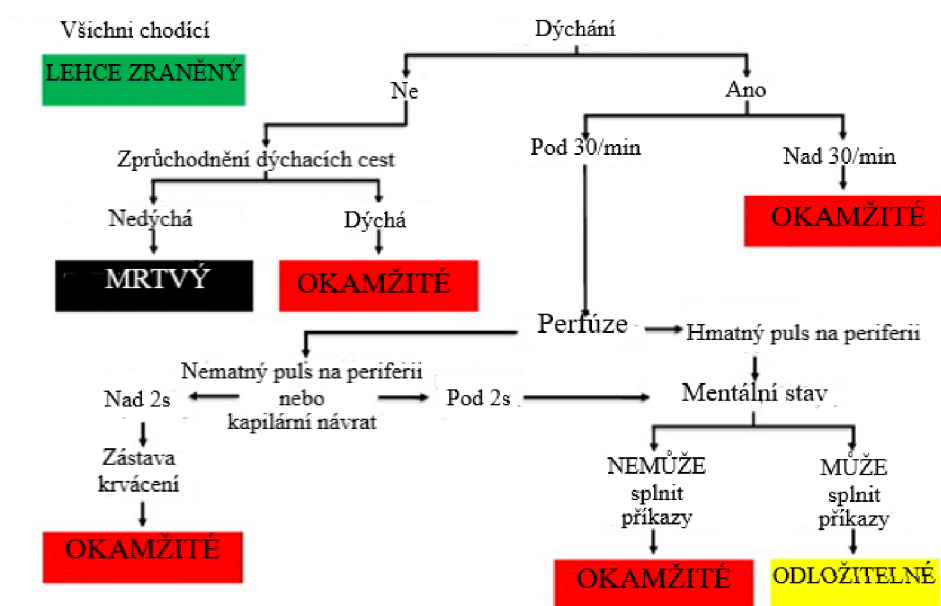 Všichni chodící
LEHCE ZRANĚNÝ
Dýchání
Ne
Ano
Zprůchodnění dýchacích cest
Pod 30/min
Nad 30/min
Nedýchá
Dýchá
OKAMŽITÉ
MRTVÝ
OKAMŽITÉ
Perfúze
Hmatný puls na periferii
Nematný puls na periferii
nebo
kapilární návrat
Nad 2s
Pod 2s
Mentální stav
Zástava
krvácení
NEMŮŽE
splnit
příkazy
MŮŽE
splnit
příkazy
OKAMŽITÉ
OKAMŽITÉ
ODLOŽITELNÉ